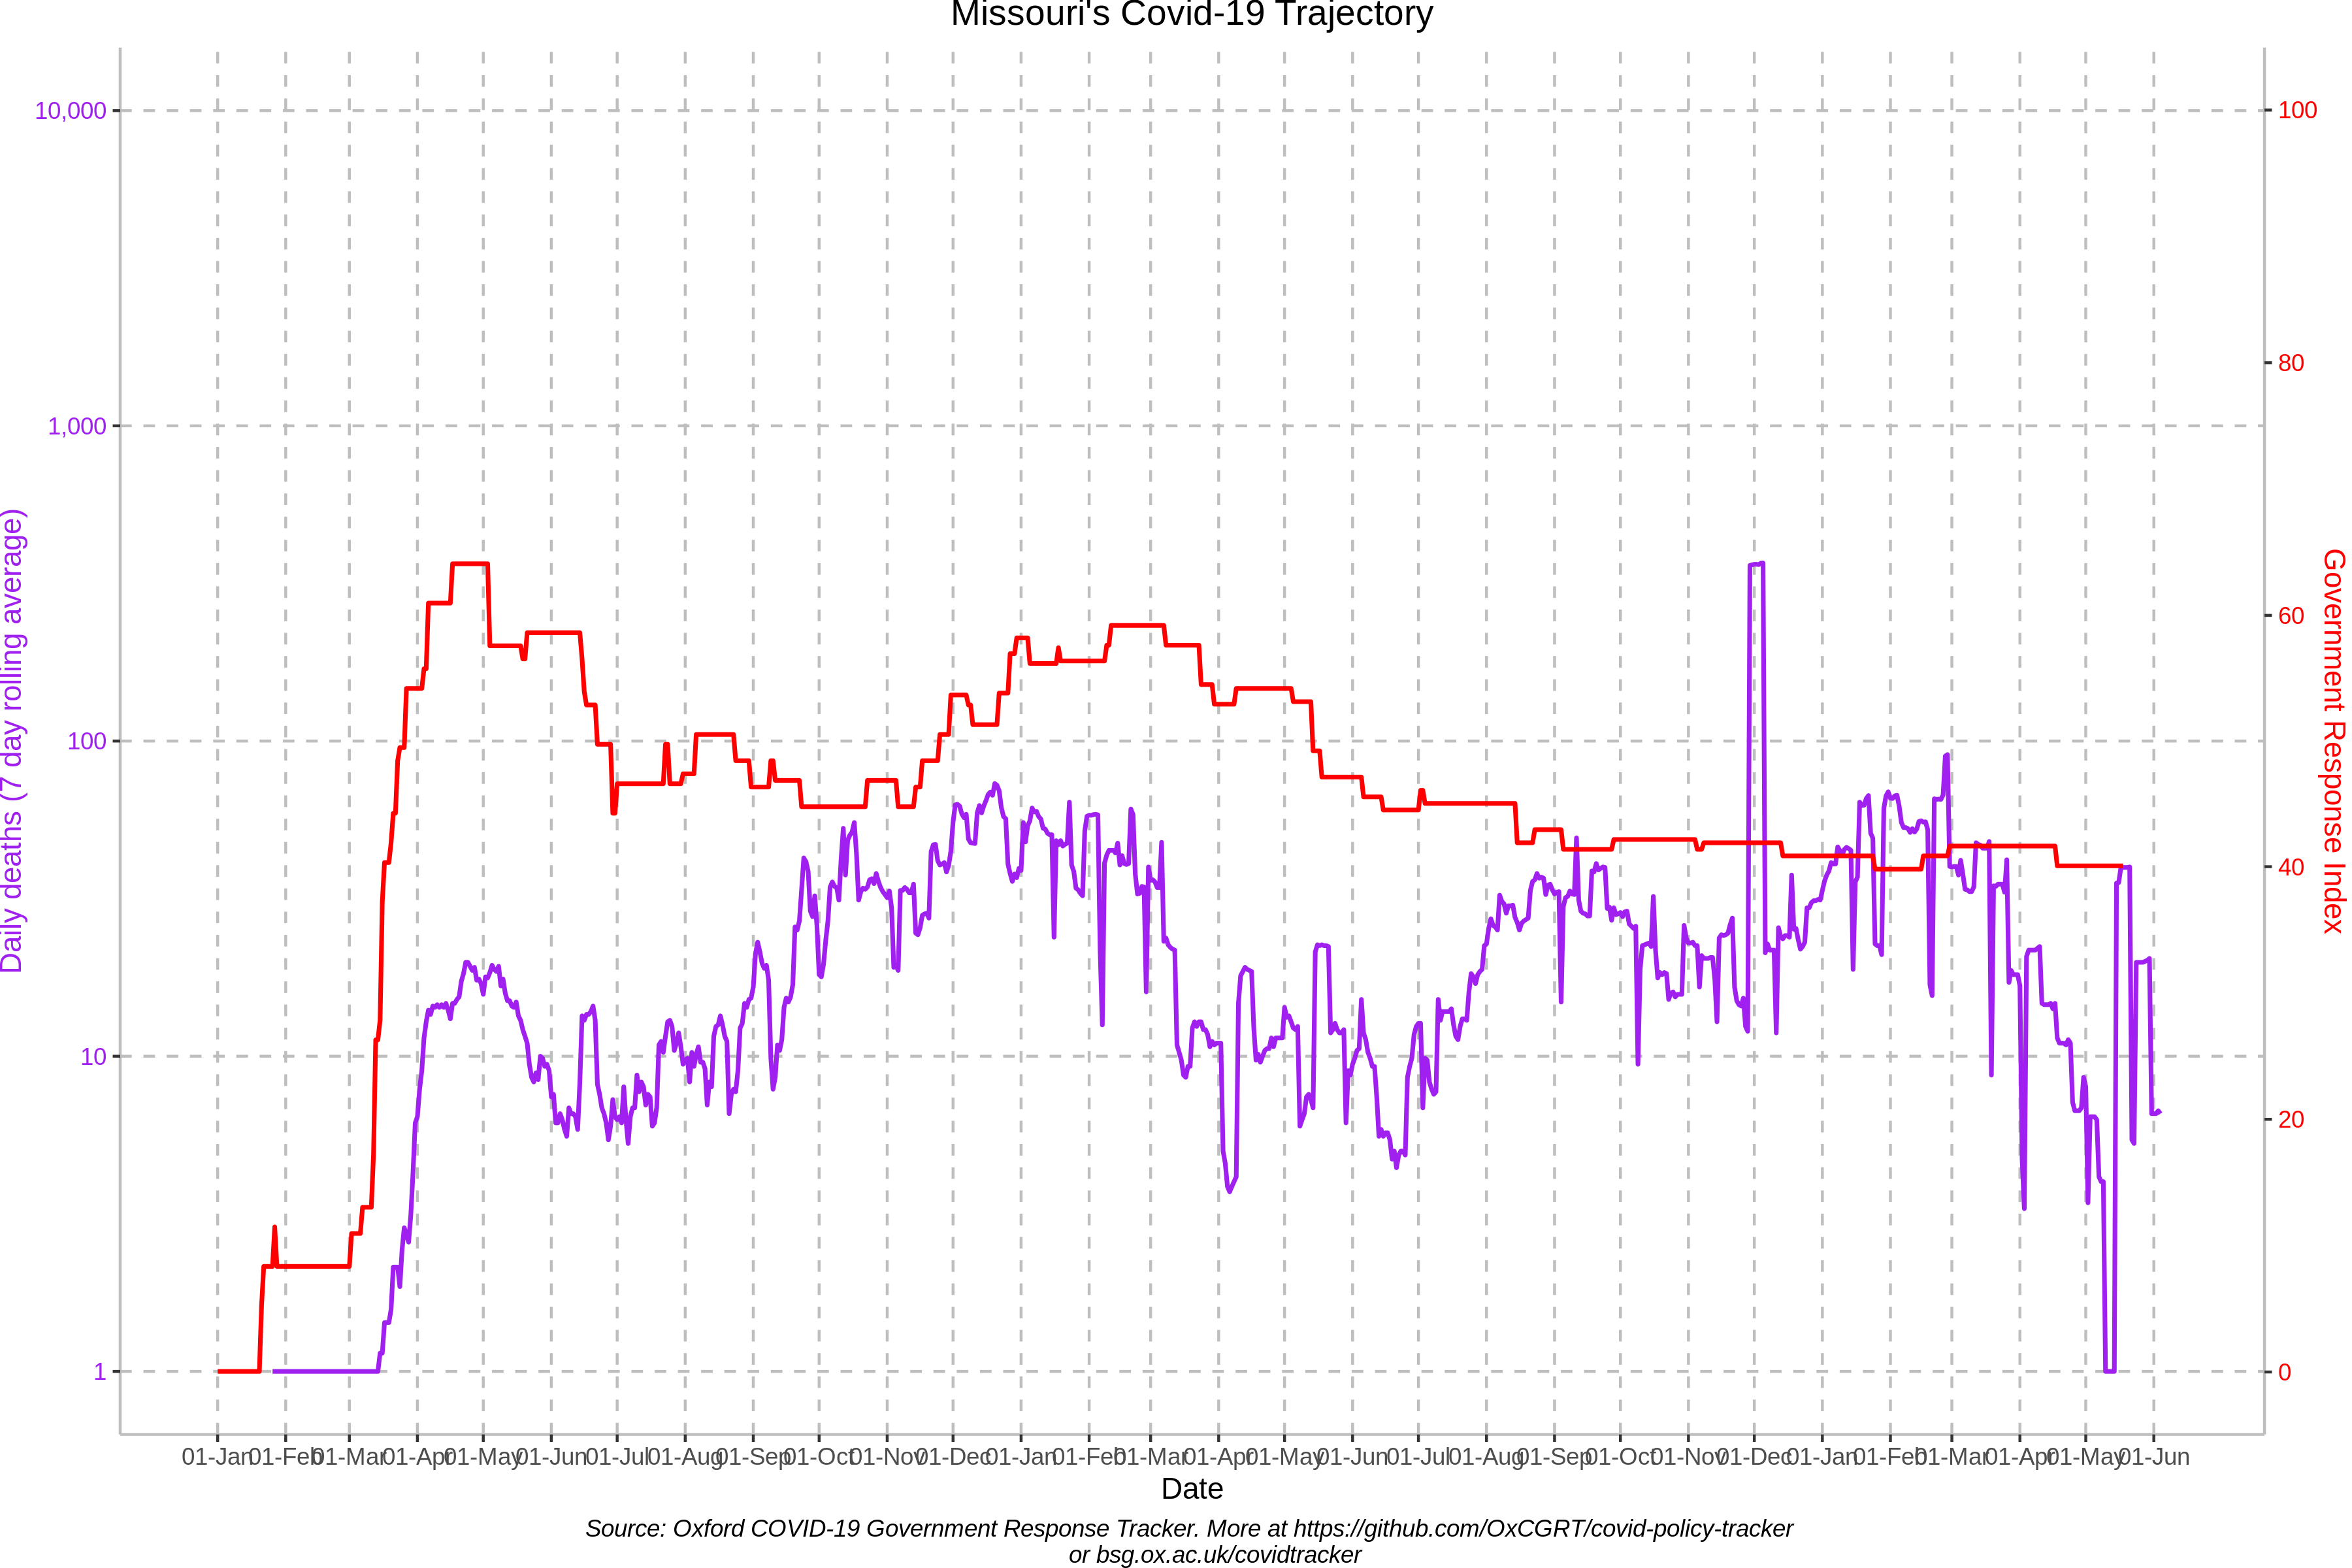 Missouri's Covid-19 Trajectory
10,000
1,000
100
10
1
Daily deaths (7 day rolling average)
100
80
60
40
20
0
Government Response Index
01-Jan 01-Feb 01-Mar 01-Apr 01-May 01-Jun 01-Jul 01-Aug 01-Sep 01-Oct 01-Nov 01-Dec 01-Jan 01-Feb 01-Mar 01-Apr 01-May 01-Jun 01-Jul 01-Aug 01-Sep 01-Oct 01-Nov 01-Dec 01-Jan 01-Feb 01-Mar 01-Apr 01-May 01-Jun
Date
Source: Oxford COVID-19 Government Response Tracker. More at https://github.com/OxCGRT/covid-policy-tracker
or bsg.ox.ac.uk/covidtracker